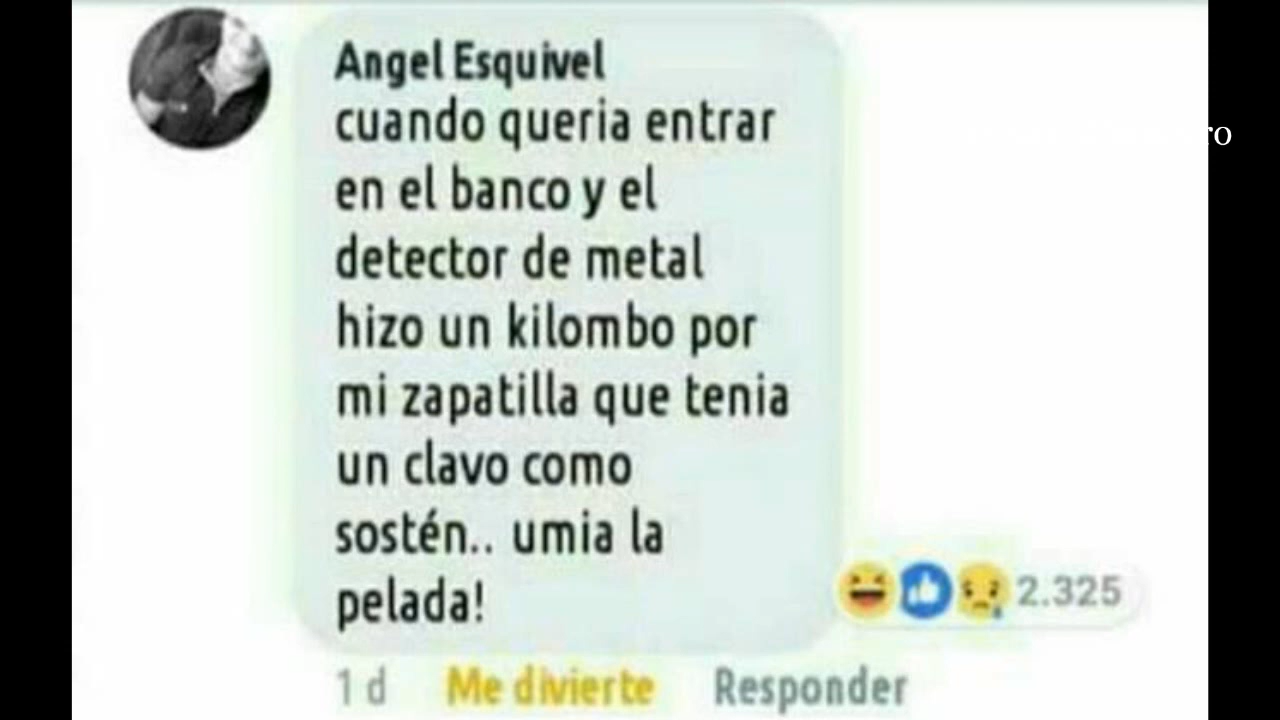 Angel Esquivel
cuando queria entrar
en el banco y el
detector de metal
hizo un kilombo por
mi zapatilla que tenia
un clavo como
sostén.. umia la
pelada!
2.325
1 d Me divierte Responder
ro